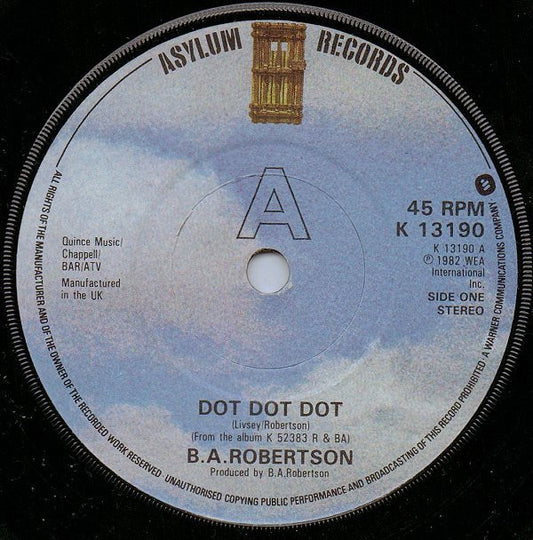 ASYLUM RECORDS
A
45 RPM
K 13190
K 13190 A
℗ 1982 WEA
International
Inc.
SIDE ONE
STEREO
Quince Music/
Chappell/
BAR/ATV
Manufactured
in the UK
DOT DOT DOT
(Livsey/Robertson)
(From the album K 52383 R & BA)
B.A.ROBERTSON
Produced by B.A.Robertson
ALL RIGHTS OF THE MANUFACTURER AND OF THE OWNER OF THE RECORDED WORK RESERVED. UNAUTHORISED COPYING PUBLIC PERFORMANCE AND BROADCASTING OF THIS RECORD PROHIBITED. A WARNER COMMUNICATIONS COMPANY